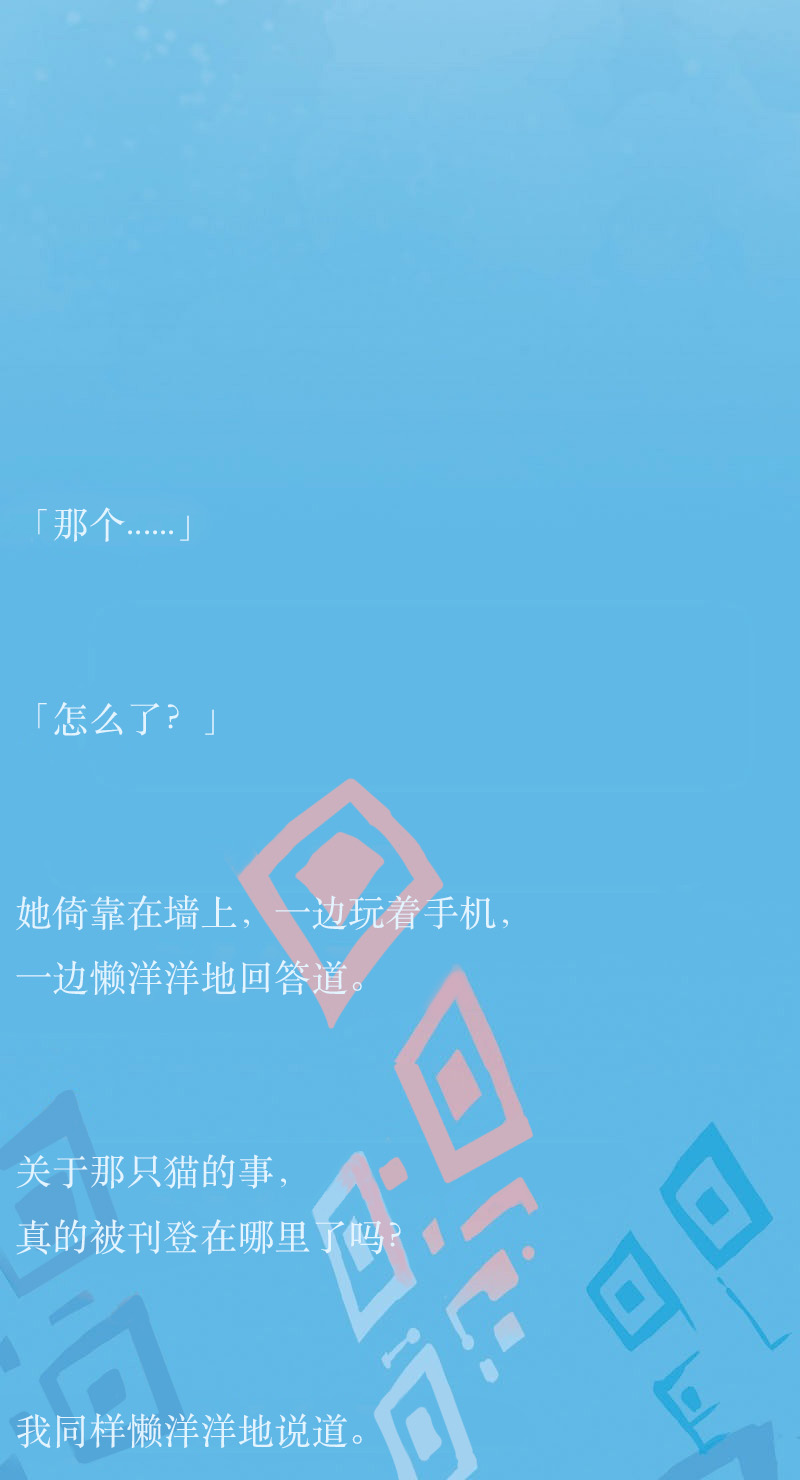 「那个......」
「怎么了？」
她倚靠在墙上，一边玩着手机，
一边懒洋洋地回答道。
关于那只猫的事，
真的被刊登在哪里了吗？
我同样懒洋洋地说道。